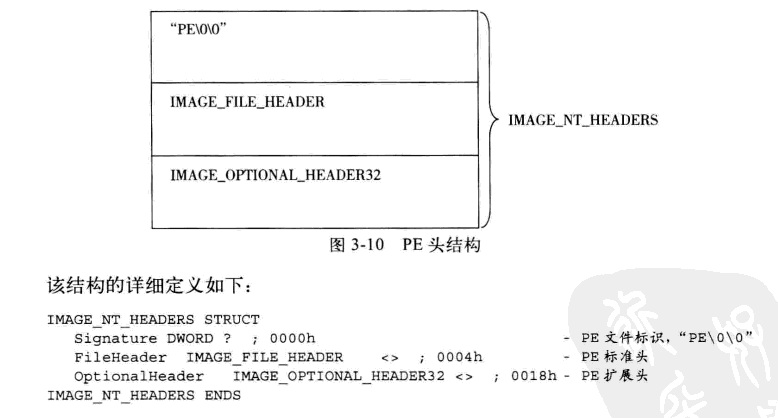 “PE\0\0”
IMAGE_FILE_HEADER
IMAGE_NT_HEADERS
IMAGE_OPTIONAL_HEADER32
图 3-10 PE 头结构
该结构的详细定义如下：
IMAGE_NT_HEADERS STRUCT
Signature DWORD ? ; 0000h - PE 文件标识，“PE\0\0”
FileHeader IMAGE_FILE_HEADER <> ; 0004h - PE 标准头
OptionalHeader IMAGE_OPTIONAL_HEADER32 <> ; 0018h - PE 扩展头
IMAGE_NT_HEADERS ENDS